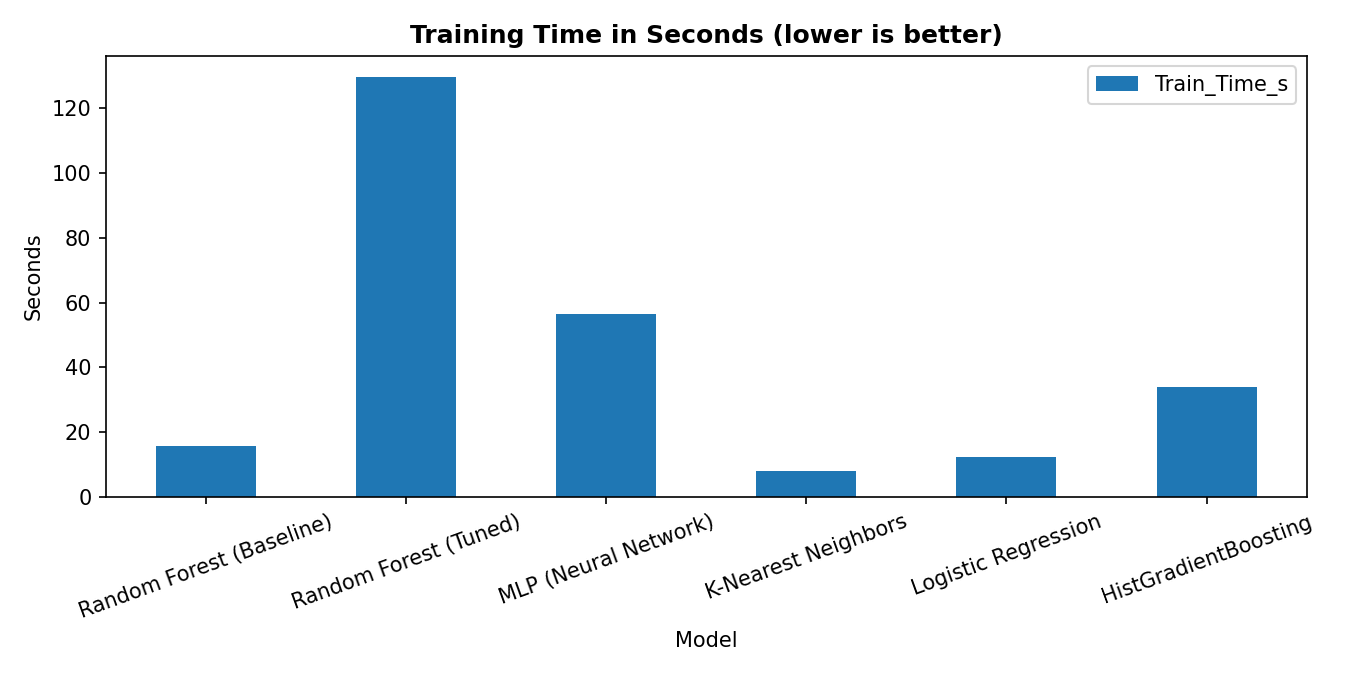 Training Time in Seconds (lower is better)
Train_Time_s
120
100
80
60
40
20
0
Seconds
Random Forest (Baseline)
Random Forest (Tuned)
MLP (Neural Network)
K-Nearest Neighbors
Logistic Regression
HistGradientBoosting
Model